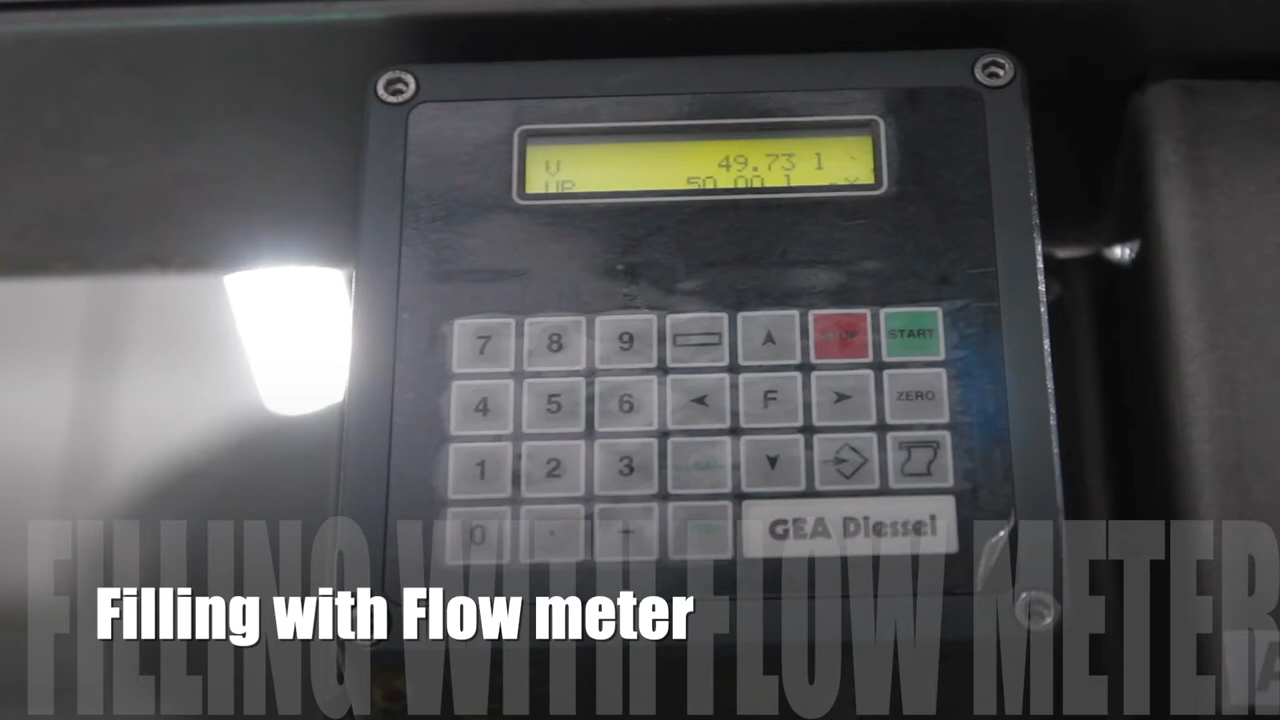 V 49.73 l
UP 50.00 l
7 8 9 STOP START
4 5 6 F ZERO
1 2 3
0 . GEA Diessel
Filling with Flow meter
FILLING WITH FLOW METER